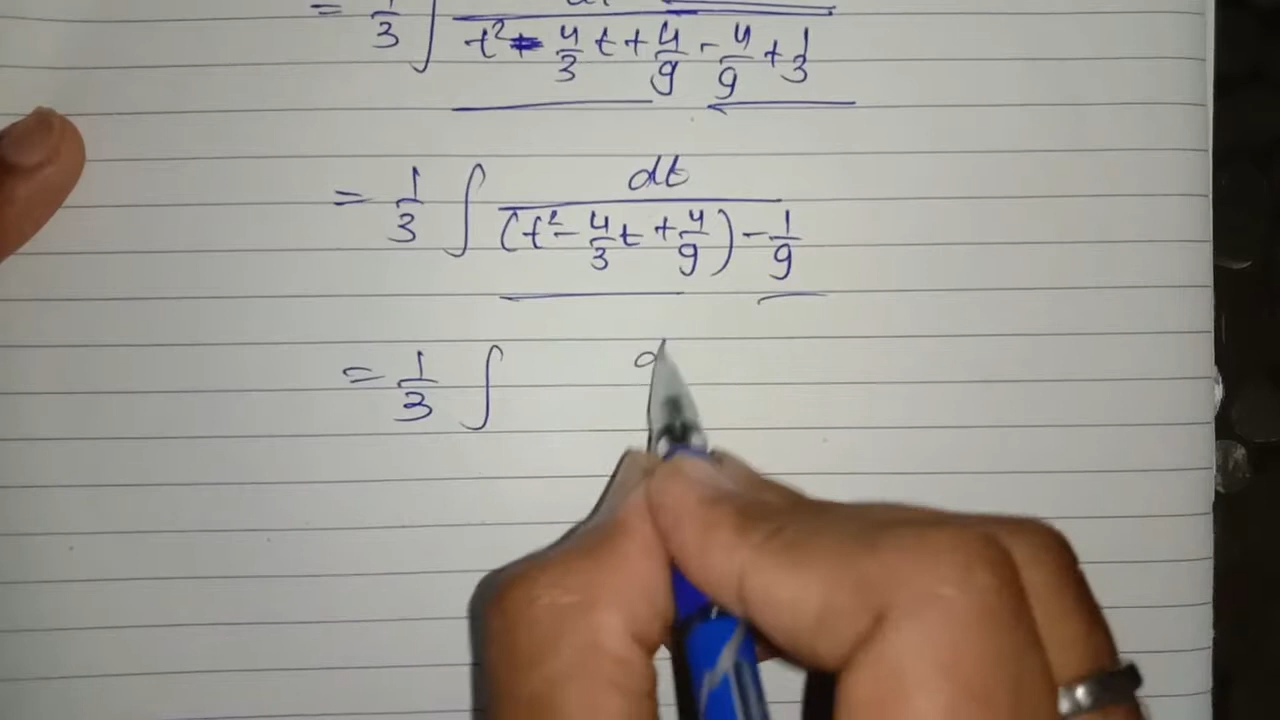 = 1/3 ∫ dt/(t² - 4/3 t + 4/9 - 4/9 + 1/3)
= 1/3 ∫ dt/((t² - 4/3 t + 4/9) - 1/9)
= 1/3 ∫ d